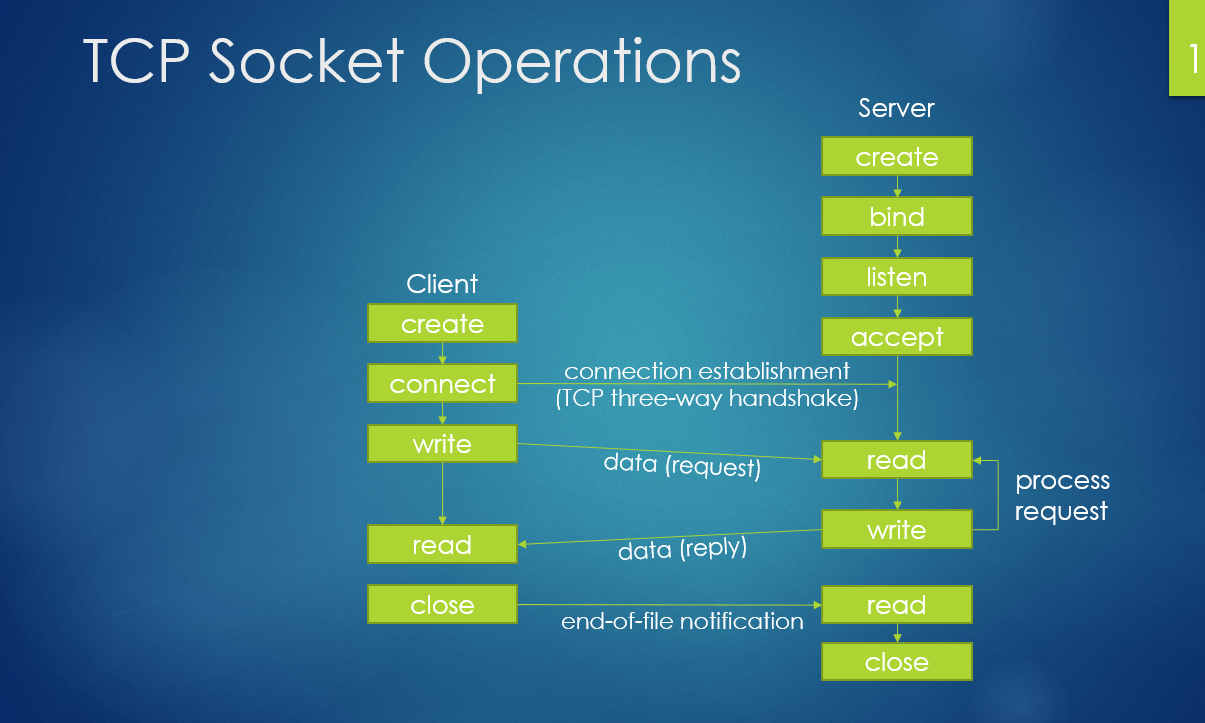 TCP Socket Operations
1
Server
create
bind
listen
accept
Client
create
connect
write
read
close
connection establishment
(TCP three-way handshake)
data (request)
data (reply)
end-of-file notification
read
write
process
request
read
close